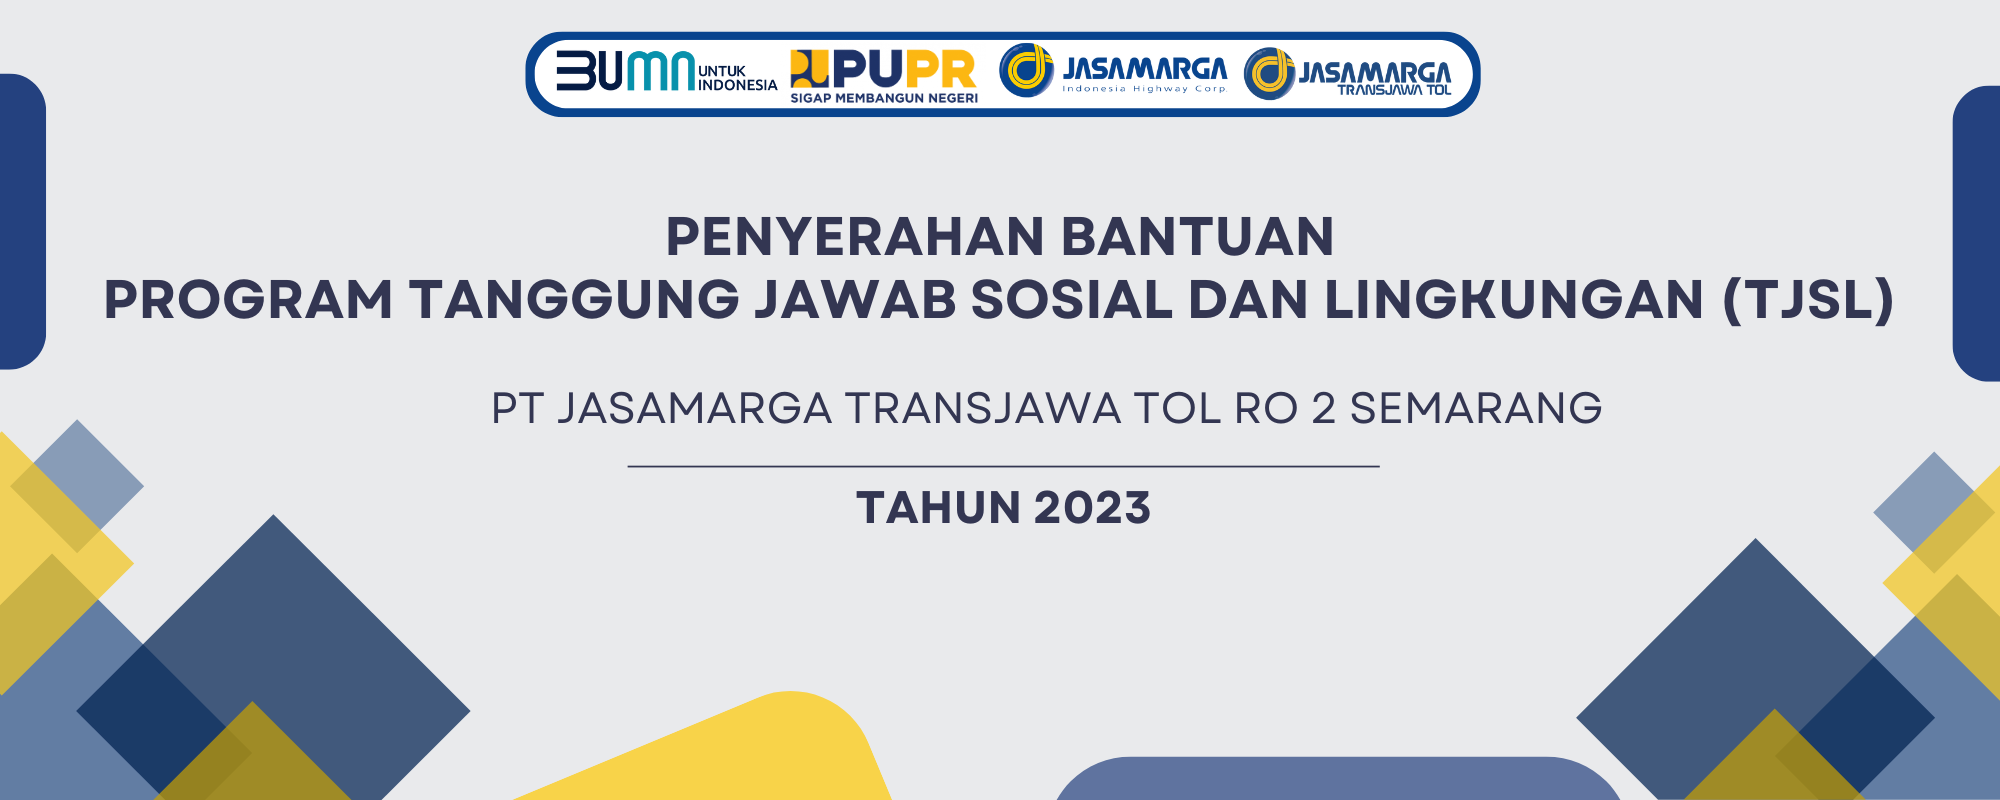 BUMN UNTUK INDONESIA
PUPR
SIGAP MEMBANGUN NEGERI
JASAMARGA
Indonesia Highway Corp.
JASAMARGA
TRANSJAWA TOL
PENYERAHAN BANTUAN
PROGRAM TANGGUNG JAWAB SOSIAL DAN LINGKUNGAN (TJSL)
PT JASAMARGA TRANSJAWA TOL RO 2 SEMARANG
TAHUN 2023